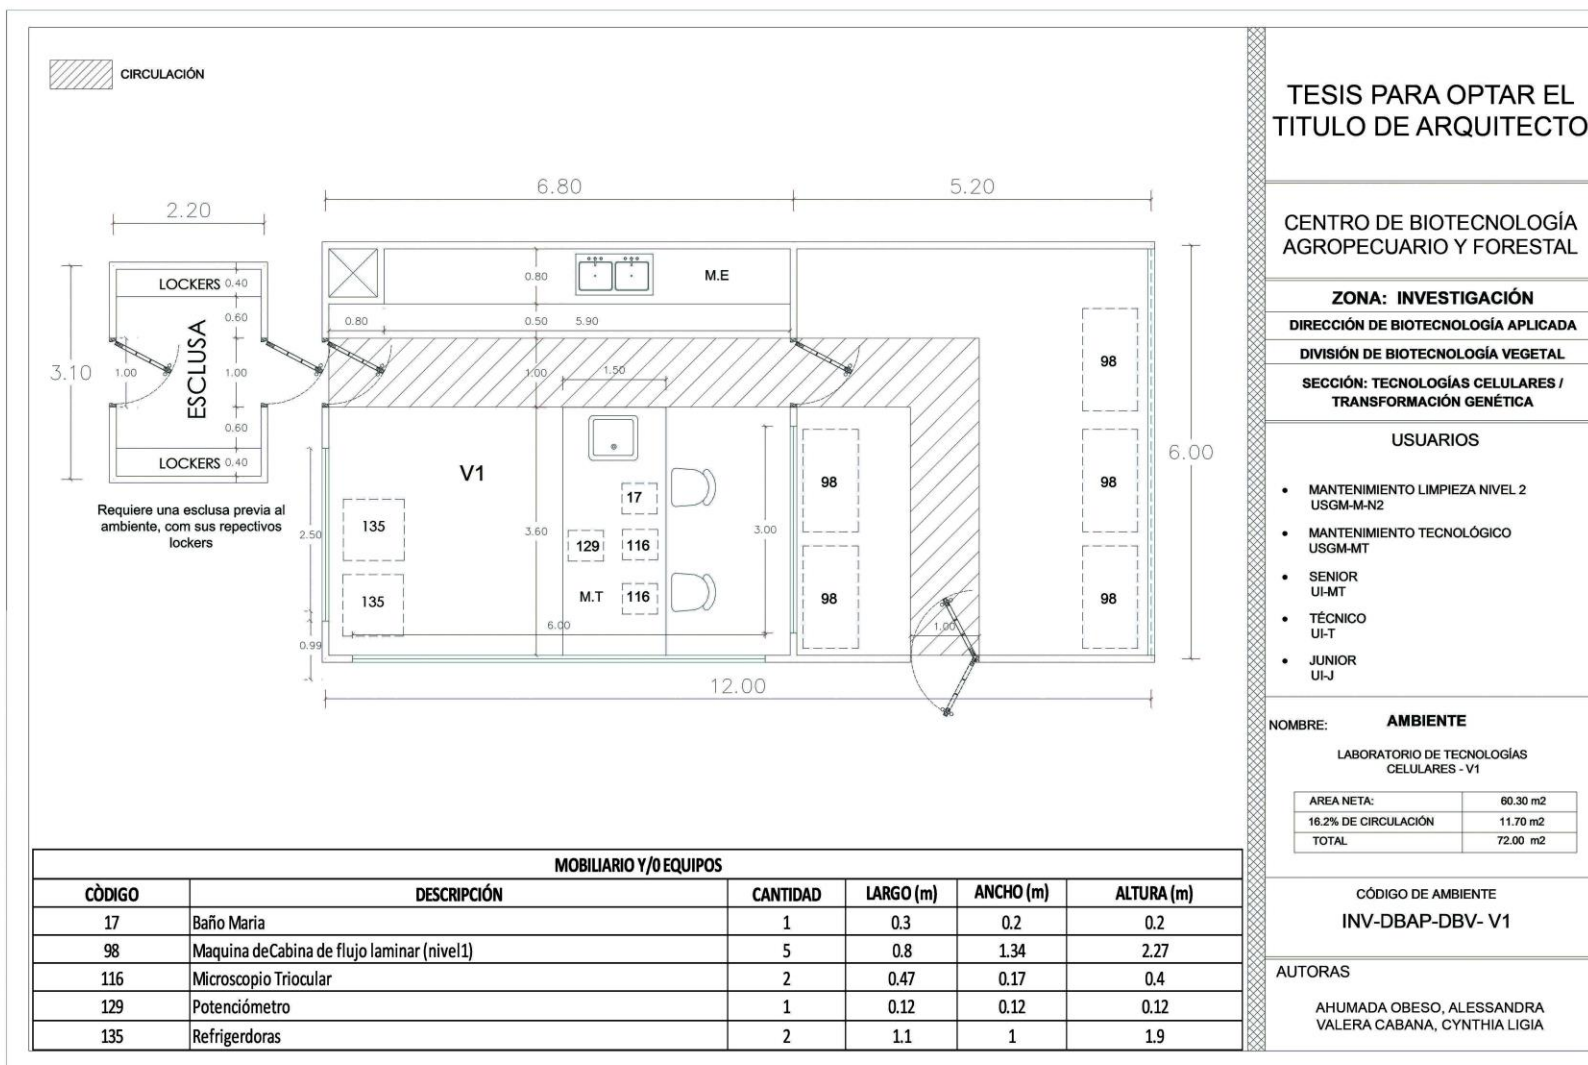 CIRCULACIÓN
6.80
5.20
2.20
LOCKERS 0.40
0.80
M.E
0.60
0.80
0.50
5.90
3.10
1.00
ESCLUSA
1.00
1.00
1.50
98
0.60
LOCKERS 0.40
V1
6.00
17
98
98
Requiere una esclusa previa al
ambiente, com sus repectivos
lockers
135
2.50
3.60
129
116
3.00
135
M.T
116
98
98
6.00
1.00
0.99
12.00
MOBILIARIO Y/0 EQUIPOS
CÒDIGO DESCRIPCIÓN CANTIDAD LARGO (m) ANCHO (m) ALTURA (m)
17 Baño Maria 1 0.3 0.2 0.2
98 Maquina deCabina de flujo laminar (nivel1) 5 0.8 1.34 2.27
116 Microscopio Triocular 2 0.47 0.17 0.4
129 Potenciómetro 1 0.12 0.12 0.12
135 Refrigerdoras 2 1.1 1 1.9
TESIS PARA OPTAR EL
TITULO DE ARQUITECTO
CENTRO DE BIOTECNOLOGÍA
AGROPECUARIO Y FORESTAL
ZONA: INVESTIGACIÓN
DIRECCIÓN DE BIOTECNOLOGÍA APLICADA
DIVISIÓN DE BIOTECNOLOGÍA VEGETAL
SECCIÓN: TECNOLOGÍAS CELULARES /
TRANSFORMACIÓN GENÉTICA
USUARIOS
• MANTENIMIENTO LIMPIEZA NIVEL 2
USGM-M-N2
• MANTENIMIENTO TECNOLÓGICO
USGM-MT
• SENIOR
UI-MT
• TÉCNICO
UI-T
• JUNIOR
UI-J
NOMBRE: AMBIENTE
LABORATORIO DE TECNOLOGÍAS
CELULARES - V1
AREA NETA: 60.30 m2
16.2% DE CIRCULACIÓN 11.70 m2
TOTAL 72.00 m2
CÓDIGO DE AMBIENTE
INV-DBAP-DBV- V1
AUTORAS
AHUMADA OBESO, ALESSANDRA
VALERA CABANA, CYNTHIA LIGIA